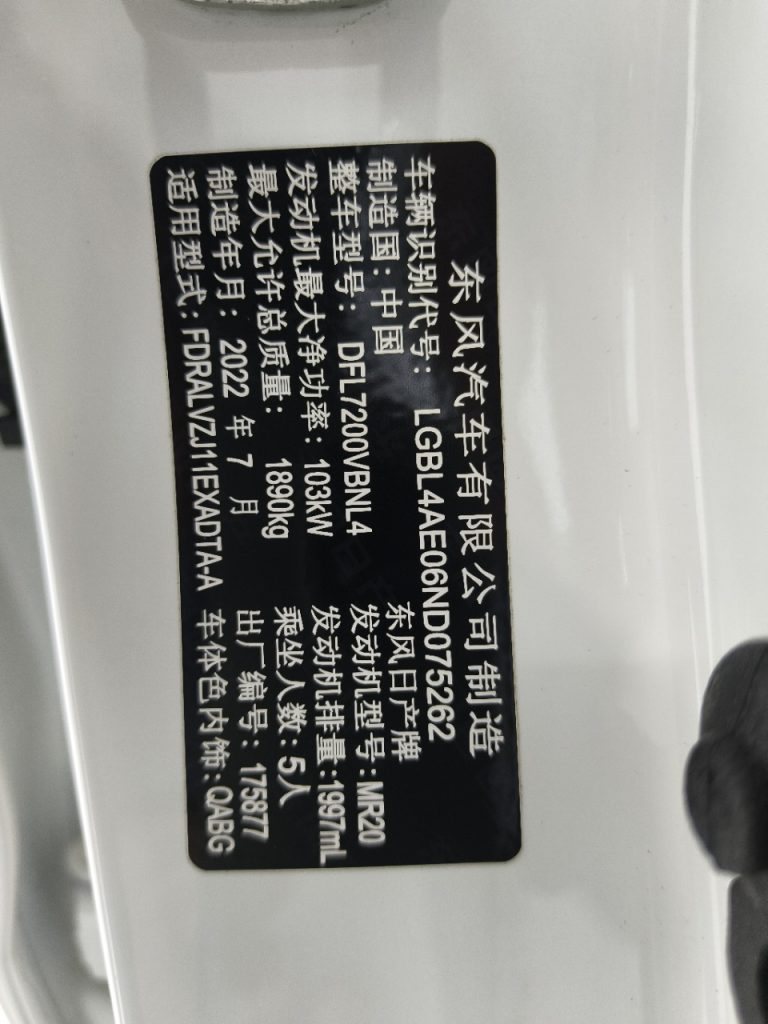 东风汽车有限公司制造
车辆识别代号: LGBL4AE06ND075262
制造国: 中国 东风日产牌
整车型号: DFL7200VBNL4 发动机型号: MR20
发动机最大净功率: 103kW 发动机排量: 1997mL
最大允许总质量: 1890kg 乘坐人数: 5人
制造年月: 2022 年 7 月 出厂编号: 175877
适用型式: FDRALVZJ11EXADTA-A 车体色内饰: QABG